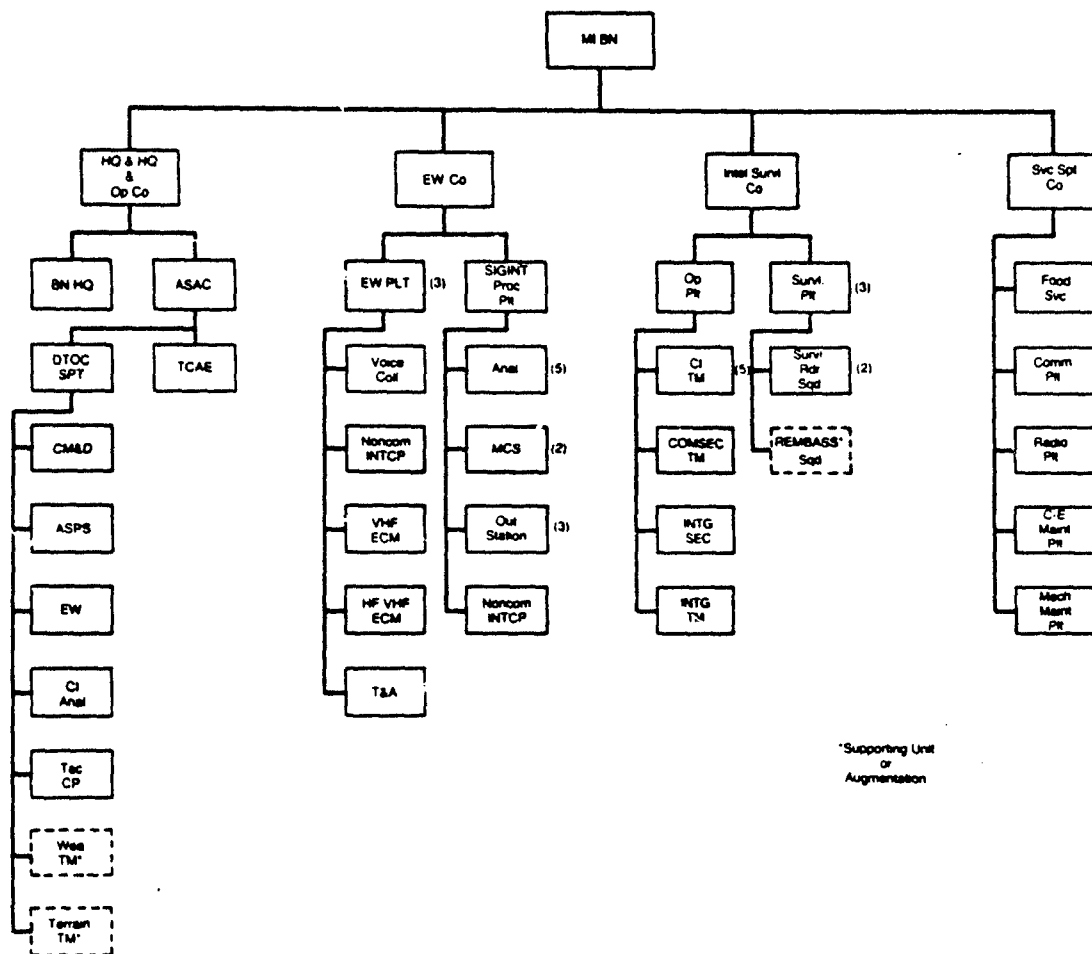 MI BN
HQ & HQ
&
Op Co
EW Co
Intel Survl
Co
Svc Spt
Co
BN HQ
ASAC
EW PLT
(3)
SIGINT
Proc
Plt
Op
Plt
Survl.
Plt
(3)
Food
Svc
DTOC
SPT
TCAE
Voice
Coll
Anal
(5)
CI
TM
(5)
Survl
Rdr
Sqd
(2)
Comm
Plt
CM&D
Noncom
INTCP
MCS
(2)
COMSEC
TM
REMBASS*
Sqd
Radio
Plt
ASPS
VHF
ECM
Out
Station
(3)
INTG
SEC
C-E
Maint
Plt
EW
HF VHF
ECM
Noncom
INTCP
INTG
TM
Mech
Maint
Plt
CI
Anal
T&A
Tac
CP
*Supporting Unit
or
Augmentation
Wea
TM*
Terrain
TM*